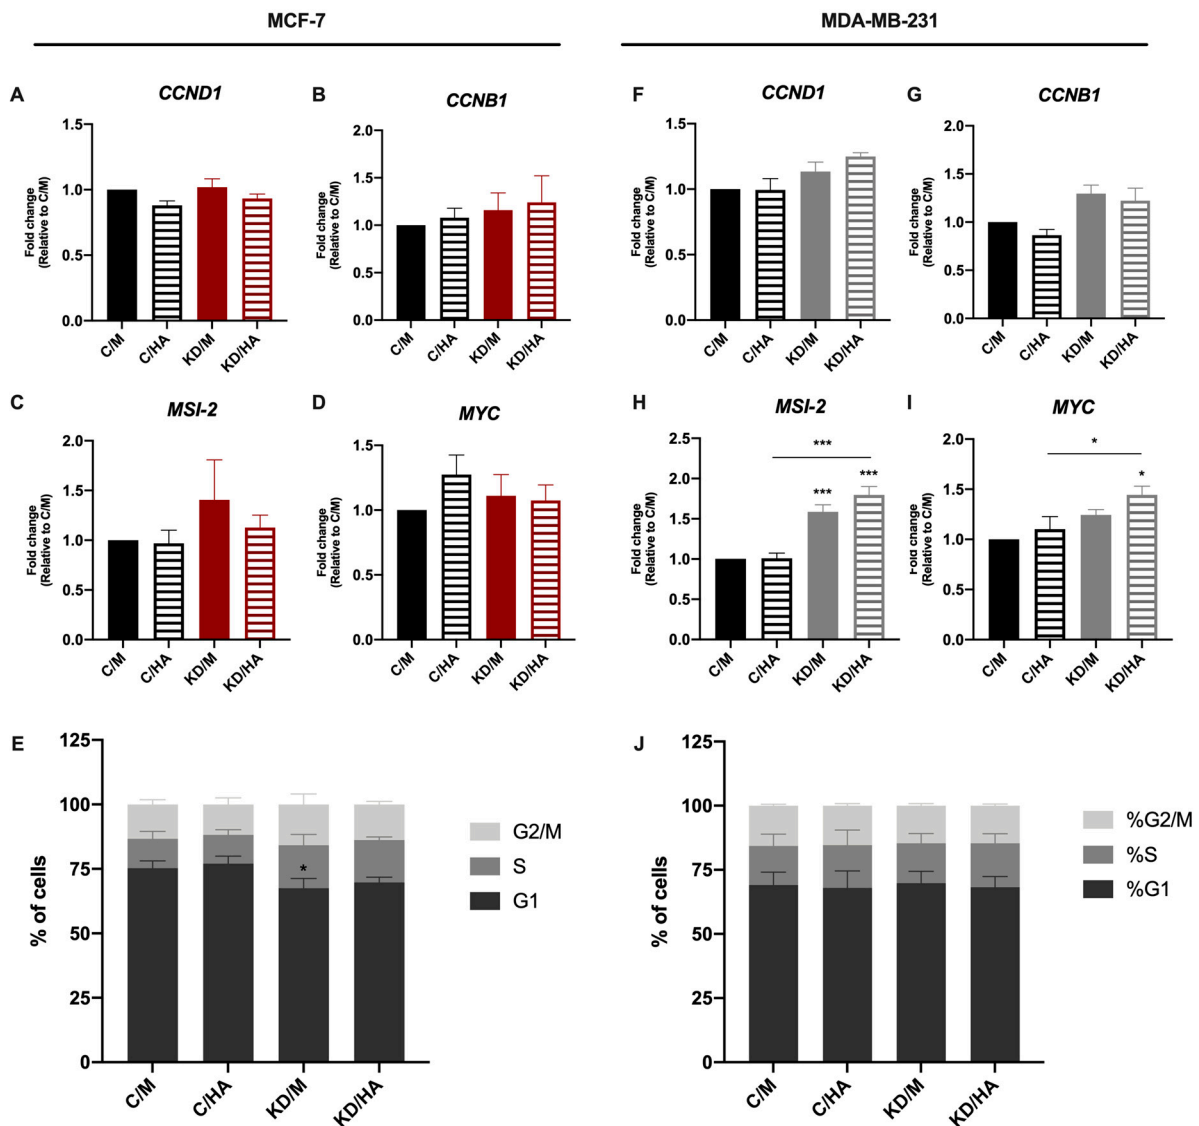 MCF-7
MDA-MB-231
A
CCND1
Fold change
(Relative to C/M)
1.5
1.0
0.5
0.0
C/M
C/HA
KD/M
KD/HA
B
CCNB1
Fold change
(Relative to C/M)
2.0
1.5
1.0
0.5
0.0
C/M
C/HA
KD/M
KD/HA
F
CCND1
Fold change
(Relative to C/M)
1.5
1.0
0.5
0.0
C/M
C/HA
KD/M
KD/HA
G
CCNB1
Fold change
(Relative to C/M)
2.0
1.5
1.0
0.5
0.0
C/M
C/HA
KD/M
KD/HA
C
MSI-2
Fold change
(Relative to C/M)
2.0
1.5
1.0
0.5
0.0
C/M
C/HA
KD/M
KD/HA
D
MYC
Fold change
(Relative to C/M)
1.5
1.0
0.5
0.0
C/M
C/HA
KD/M
KD/HA
H
MSI-2
Fold change
(Relative to C/M)
2.5
2.0
1.5
1.0
0.5
0.0
***
***
***
C/M
C/HA
KD/M
KD/HA
I
MYC
Fold change
(Relative to C/M)
2.0
1.5
1.0
0.5
0.0
*
*
C/M
C/HA
KD/M
KD/HA
E
% of cells
125
100
75
50
25
0
*
C/M
C/HA
KD/M
KD/HA
G2/M
S
G1
J
% of cells
125
100
75
50
25
0
C/M
C/HA
KD/M
KD/HA
%G2/M
%S
%G1